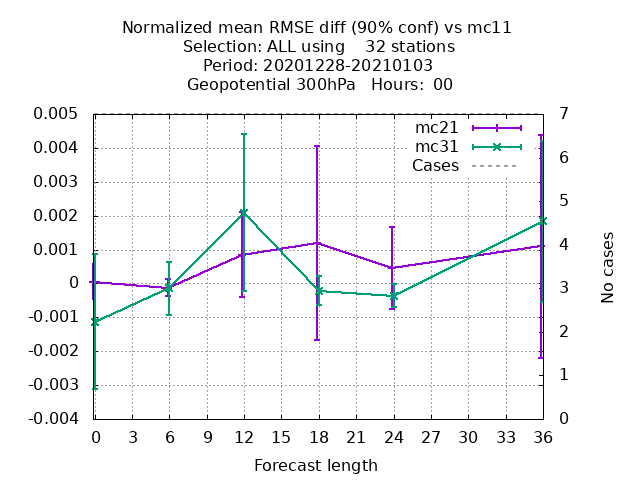 Normalized mean RMSE diff (90% conf) vs mc11
Selection: ALL using    32 stations
Period: 20201228-20210103
Geopotential 300hPa   Hours:  00
0.005
0.004
0.003
0.002
0.001
0
-0.001
-0.002
-0.003
-0.004
mc21
mc31
Cases
7
6
5
4
3
2
1
0
No cases
0 3 6 9 12 15 18 21 24 27 30 33 36
Forecast length